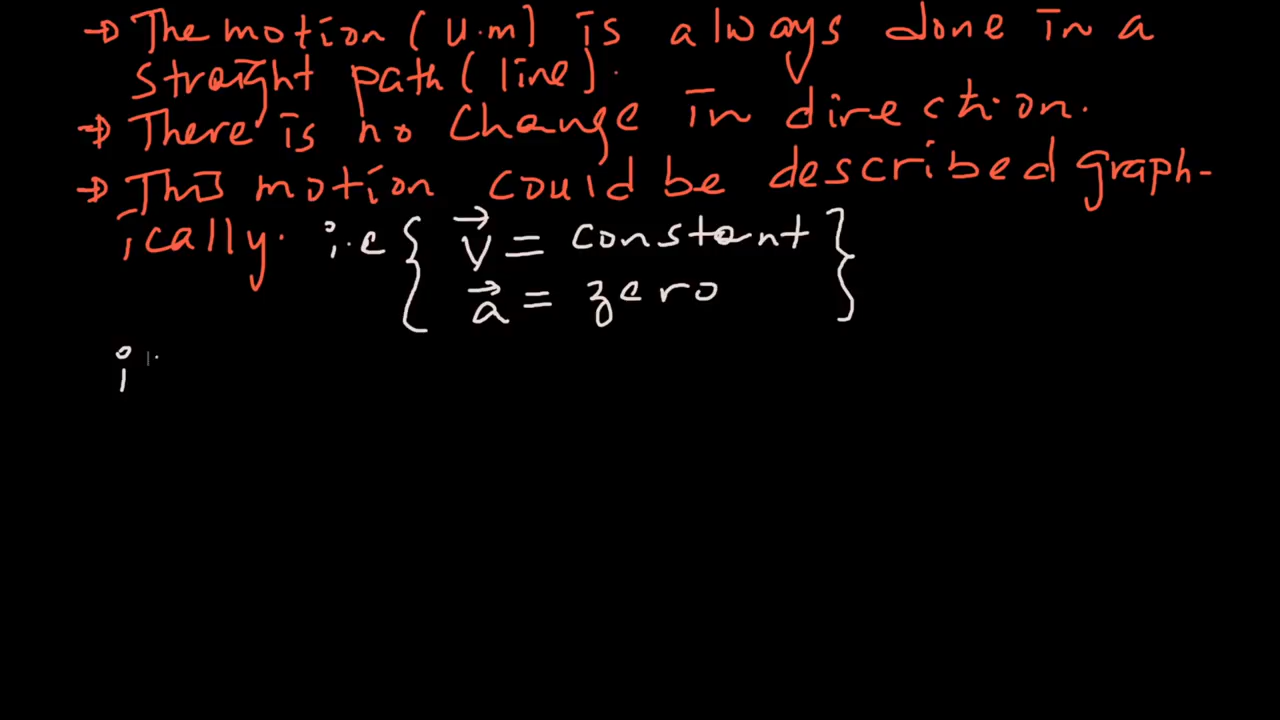 → The motion (U.m) is always done in a
straight path (line).
→ There is no change in direction.
→ This motion could be described graph-
ically. i.e { v⃗ = constant }
a⃗ = zero
i